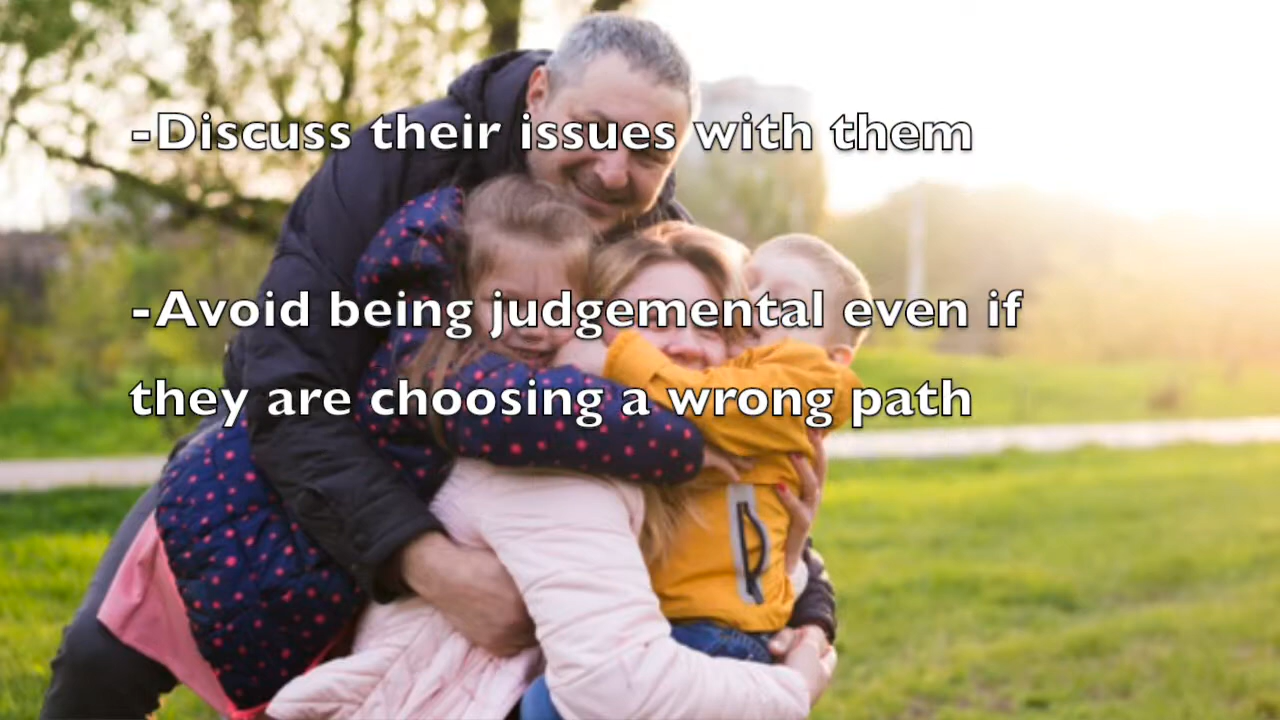 -Discuss their issues with them
-Avoid being judgemental even if
they are choosing a wrong path